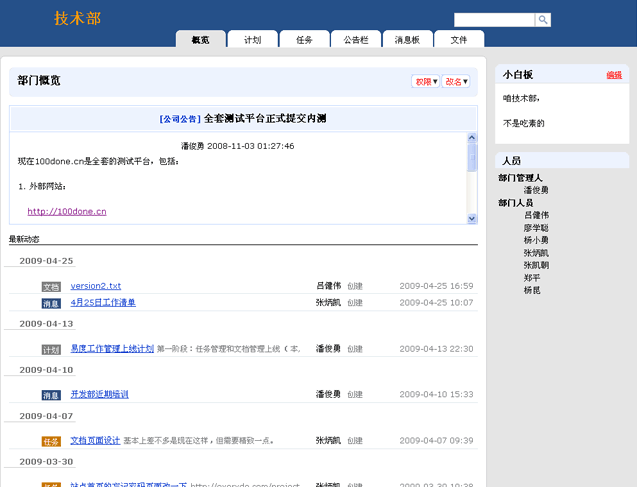 技术部
概览 计划 任务 公告栏 消息板 文件
部门概览
权限▼ 改名▼
[公司公告] 全套测试平台正式提交内测
潘俊勇 2008-11-03 01:27:46
现在100done.cn是全套的测试平台，包括：
1. 外部网站：
http://100done.cn
最新动态
2009-04-25
文档 version2.txt 吕健伟 创建 2009-04-25 16:59
消息 4月25日工作清单 张炳凯 创建 2009-04-25 10:07
2009-04-13
计划 易度工作管理上线计划 第一阶段：任务管理和文档管理上线（本. 潘俊勇 创建 2009-04-13 22:30
2009-04-10
消息 开发部近期培训 潘俊勇 创建 2009-04-10 15:33
2009-04-07
任务 文档页面设计 基本上差不多是现在这样，但需要精致一点。 张炳凯 创建 2009-04-07 09:39
2009-03-30
小白板 编辑
咱技术部，
不是吃素的
人员
部门管理人
潘俊勇
部门人员
吕健伟
廖学聪
杨小勇
张炳凯
张凯朝
郑平
杨昆